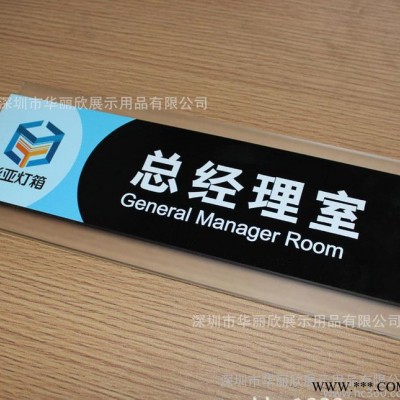 深圳市华丽欣展示用品有限公司
亚灯箱
总经理室
General Manager Room
深圳市华丽欣展示用品有限公司
www.***.com